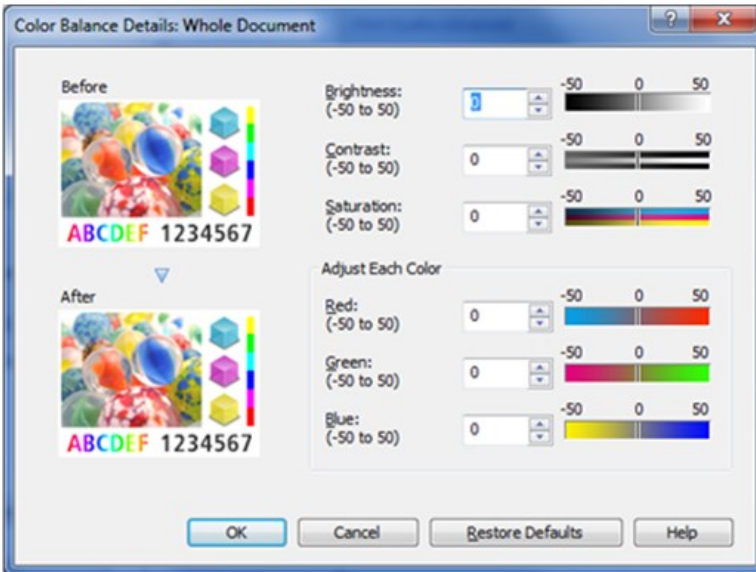 Color Balance Details: Whole Document
?
Before
ABCDEF 1234567
After
ABCDEF 1234567
Brightness:
(-50 to 50)
0
-50 0 50
Contrast:
(-50 to 50)
0
-50 0 50
Saturation:
(-50 to 50)
0
-50 0 50
Adjust Each Color
Red:
(-50 to 50)
0
-50 0 50
Green:
(-50 to 50)
0
-50 0 50
Blue:
(-50 to 50)
0
-50 0 50
OK Cancel Restore Defaults Help